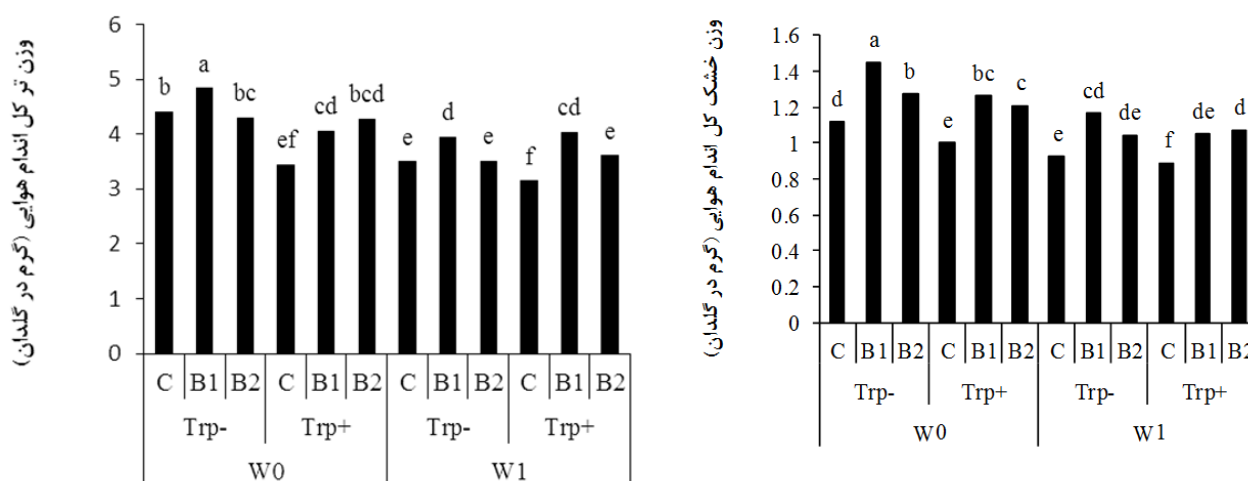 وزن تر کل اندام هوایی (گرم در گلدان)
6
5
4
3
2
1
0
b a bc ef cd bcd e d e f cd e
C B1 B2 C B1 B2 C B1 B2 C B1 B2
Trp- Trp+ Trp- Trp+
W0 W1
وزن خشک کل اندام هوایی (گرم در گلدان)
1.6
1.4
1.2
1
0.8
0.6
0.4
0.2
0
d a b e bc c e cd de f de d
C B1 B2 C B1 B2 C B1 B2 C B1 B2
Trp- Trp+ Trp- Trp+
W0 W1